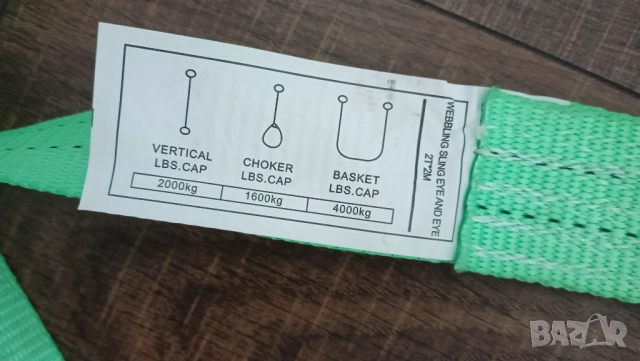 VERTICAL
LBS.CAP
2000kg
CHOKER
LBS.CAP
1600kg
BASKET
LBS.CAP
4000kg
WEBBLING SLING EYE AND EYE
2T*2M
BAZAR